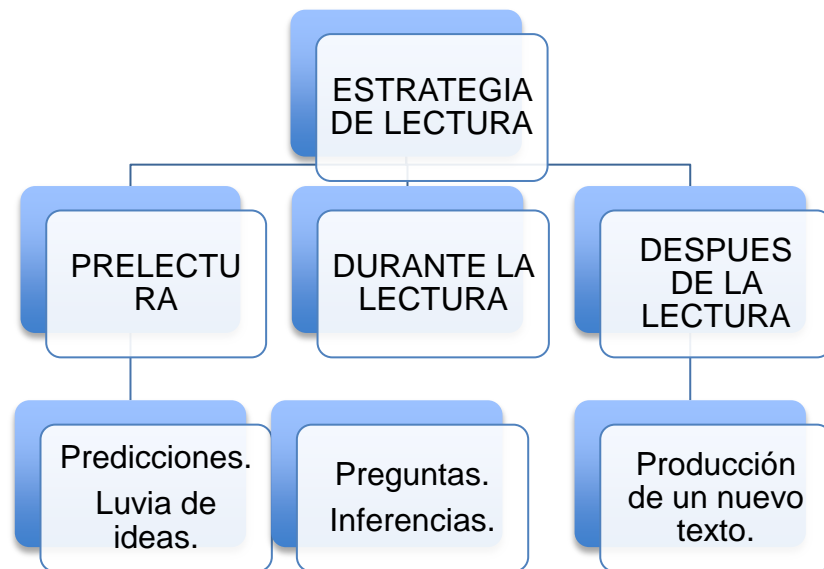 ESTRATEGIA
DE LECTURA
PRELECTU
RA
DURANTE LA
LECTURA
DESPUES
DE LA
LECTURA
Predicciones.
Luvia de
ideas.
Preguntas.
Inferencias.
Producción
de un nuevo
texto.